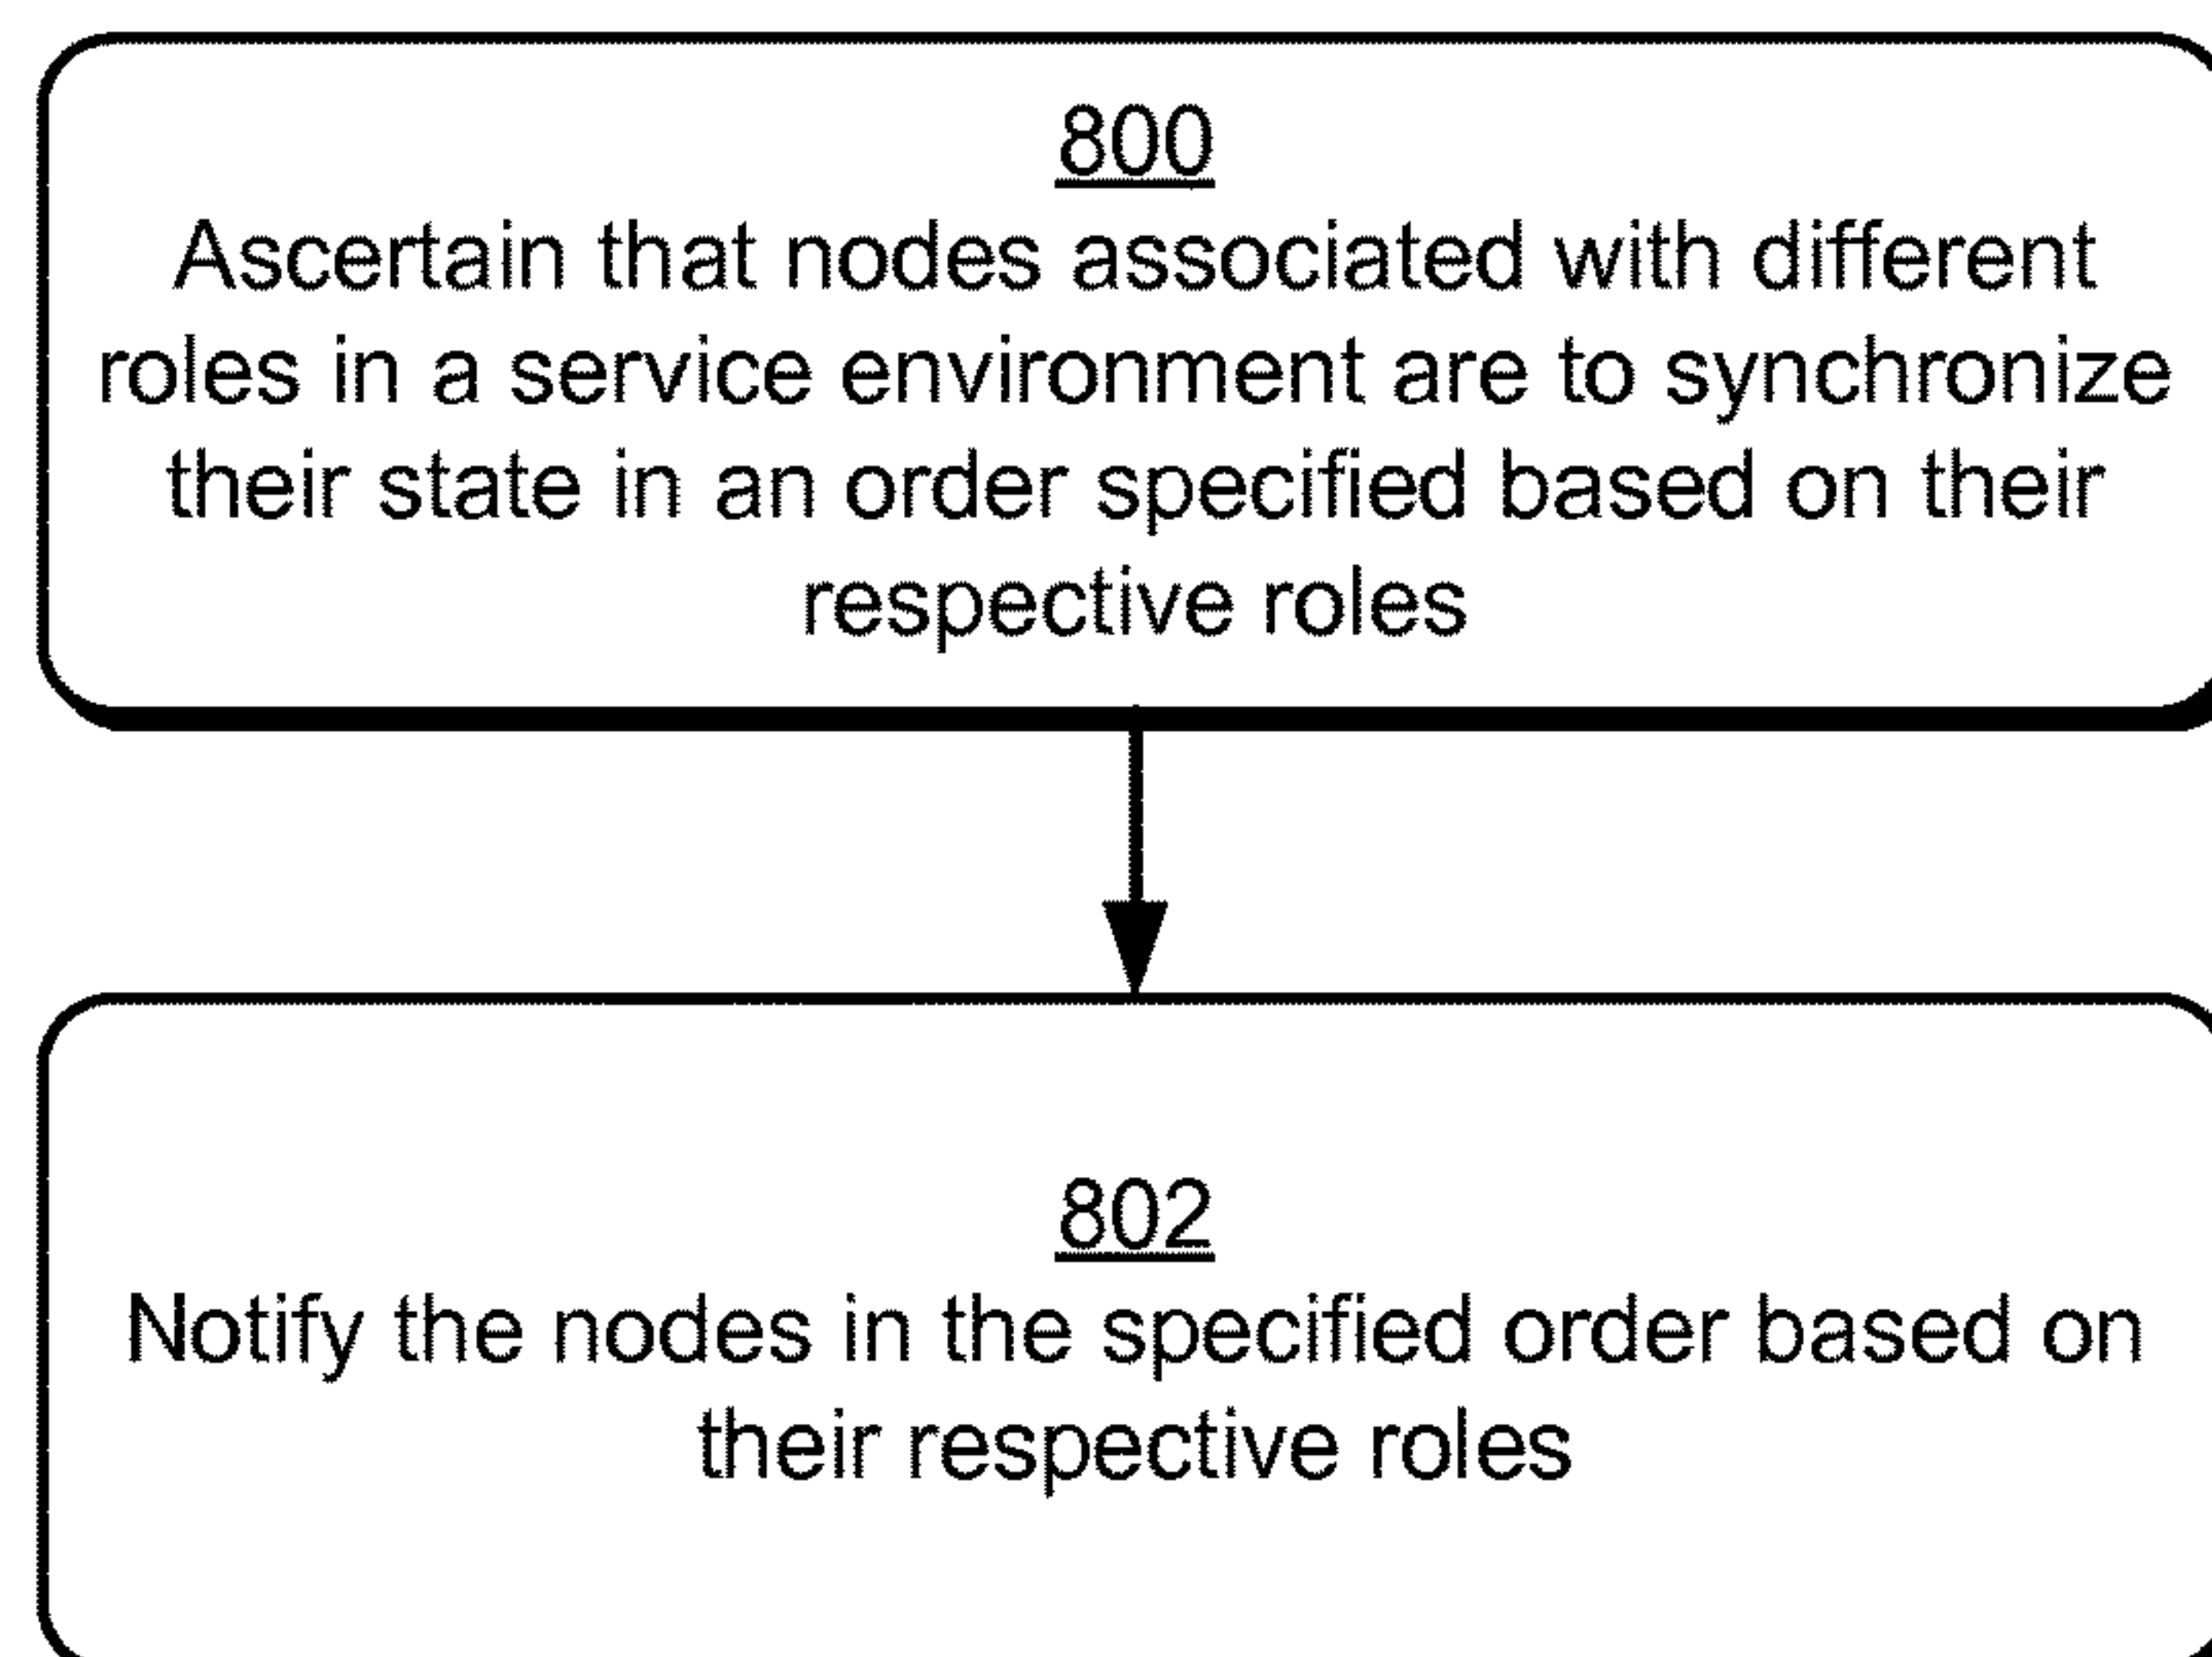 800
Ascertain that nodes associated with different
roles in a service environment are to synchronize
their state in an order specified based on their
respective roles
802
Notify the nodes in the specified order based on
their respective roles